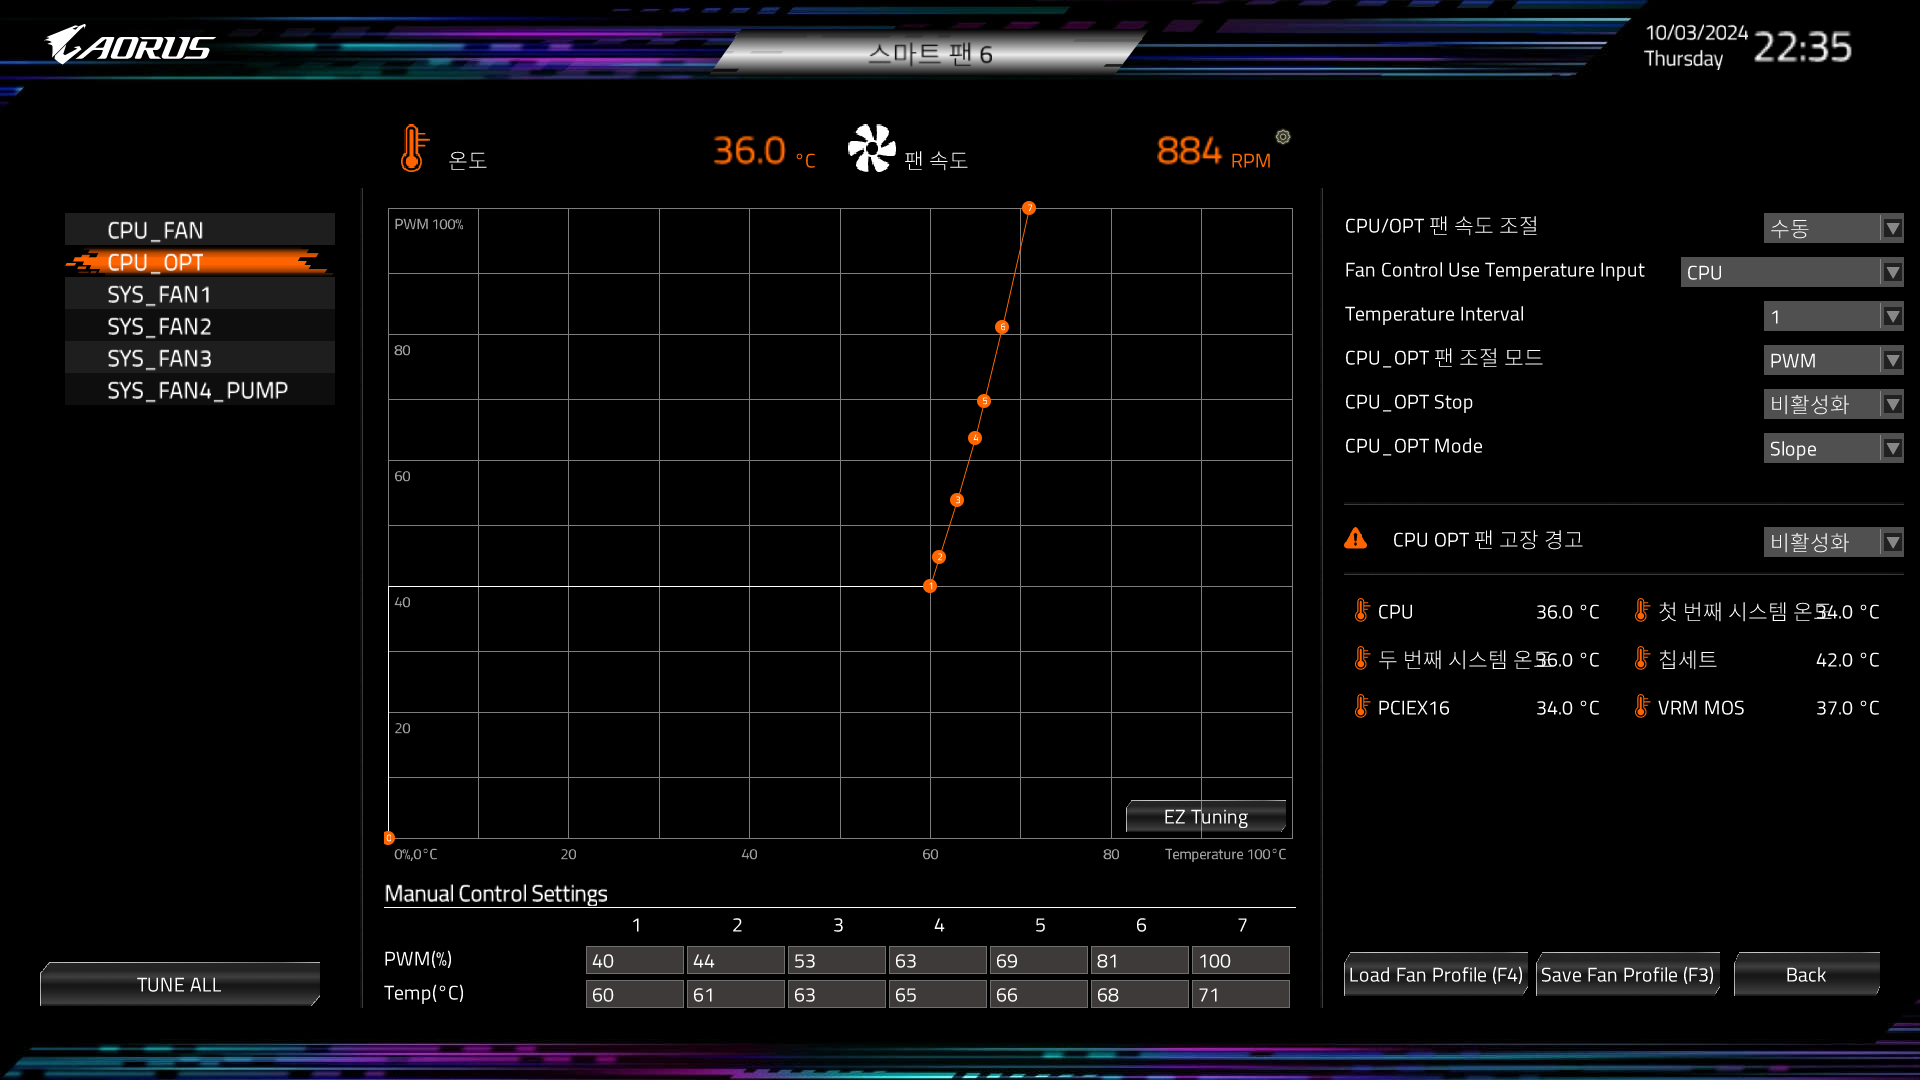 AORUS
스마트 팬 6
10/03/2024
Thursday
22:35
온도
36.0 °C
팬 속도
884 RPM
CPU_FAN
CPU_OPT
SYS_FAN1
SYS_FAN2
SYS_FAN3
SYS_FAN4_PUMP
TUNE ALL
PWM 100%
80
60
40
20
0
1
2
3
4
5
6
7
EZ Tuning
0%,0°C 20 40 60 80 Temperature 100°C
Manual Control Settings
1 2 3 4 5 6 7
PWM(%) 40 44 53 63 69 81 100
Temp(°C) 60 61 63 65 66 68 71
CPU/OPT 팬 속도 조절 수동
Fan Control Use Temperature Input CPU
Temperature Interval 1
CPU_OPT 팬 조절 모드 PWM
CPU_OPT Stop 비활성화
CPU_OPT Mode Slope
CPU OPT 팬 고장 경고 비활성화
CPU 36.0 °C 첫 번째 시스템 온도 34.0 °C
두 번째 시스템 온도 36.0 °C 칩세트 42.0 °C
PCIEX16 34.0 °C VRM MOS 37.0 °C
Load Fan Profile (F4) Save Fan Profile (F3) Back